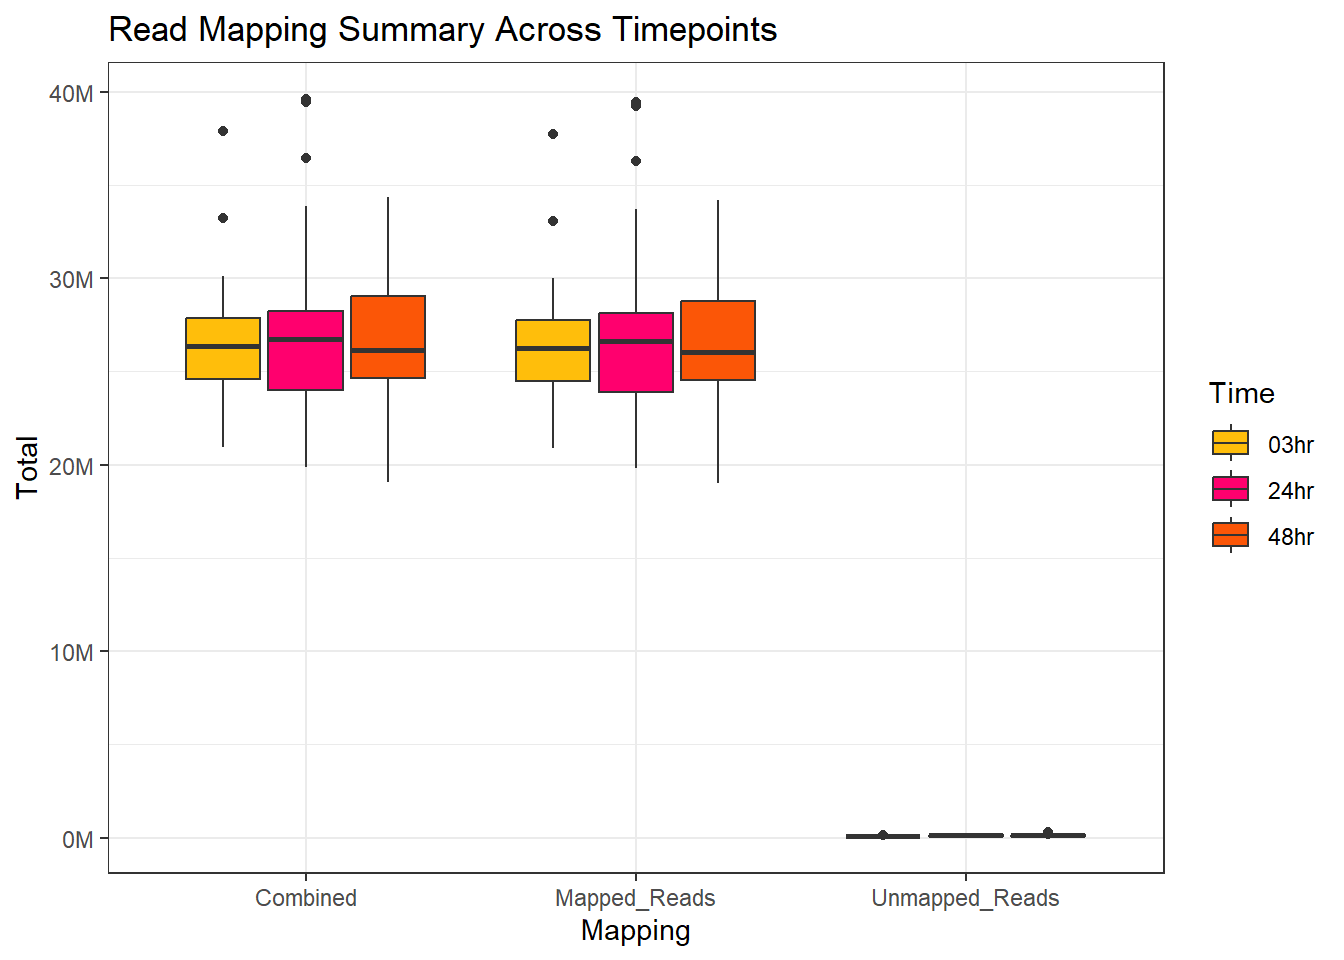 Read Mapping Summary Across Timepoints
40M
30M
20M
10M
0M
Total
Combined
Mapped_Reads
Unmapped_Reads
Mapping
Time
03hr
24hr
48hr